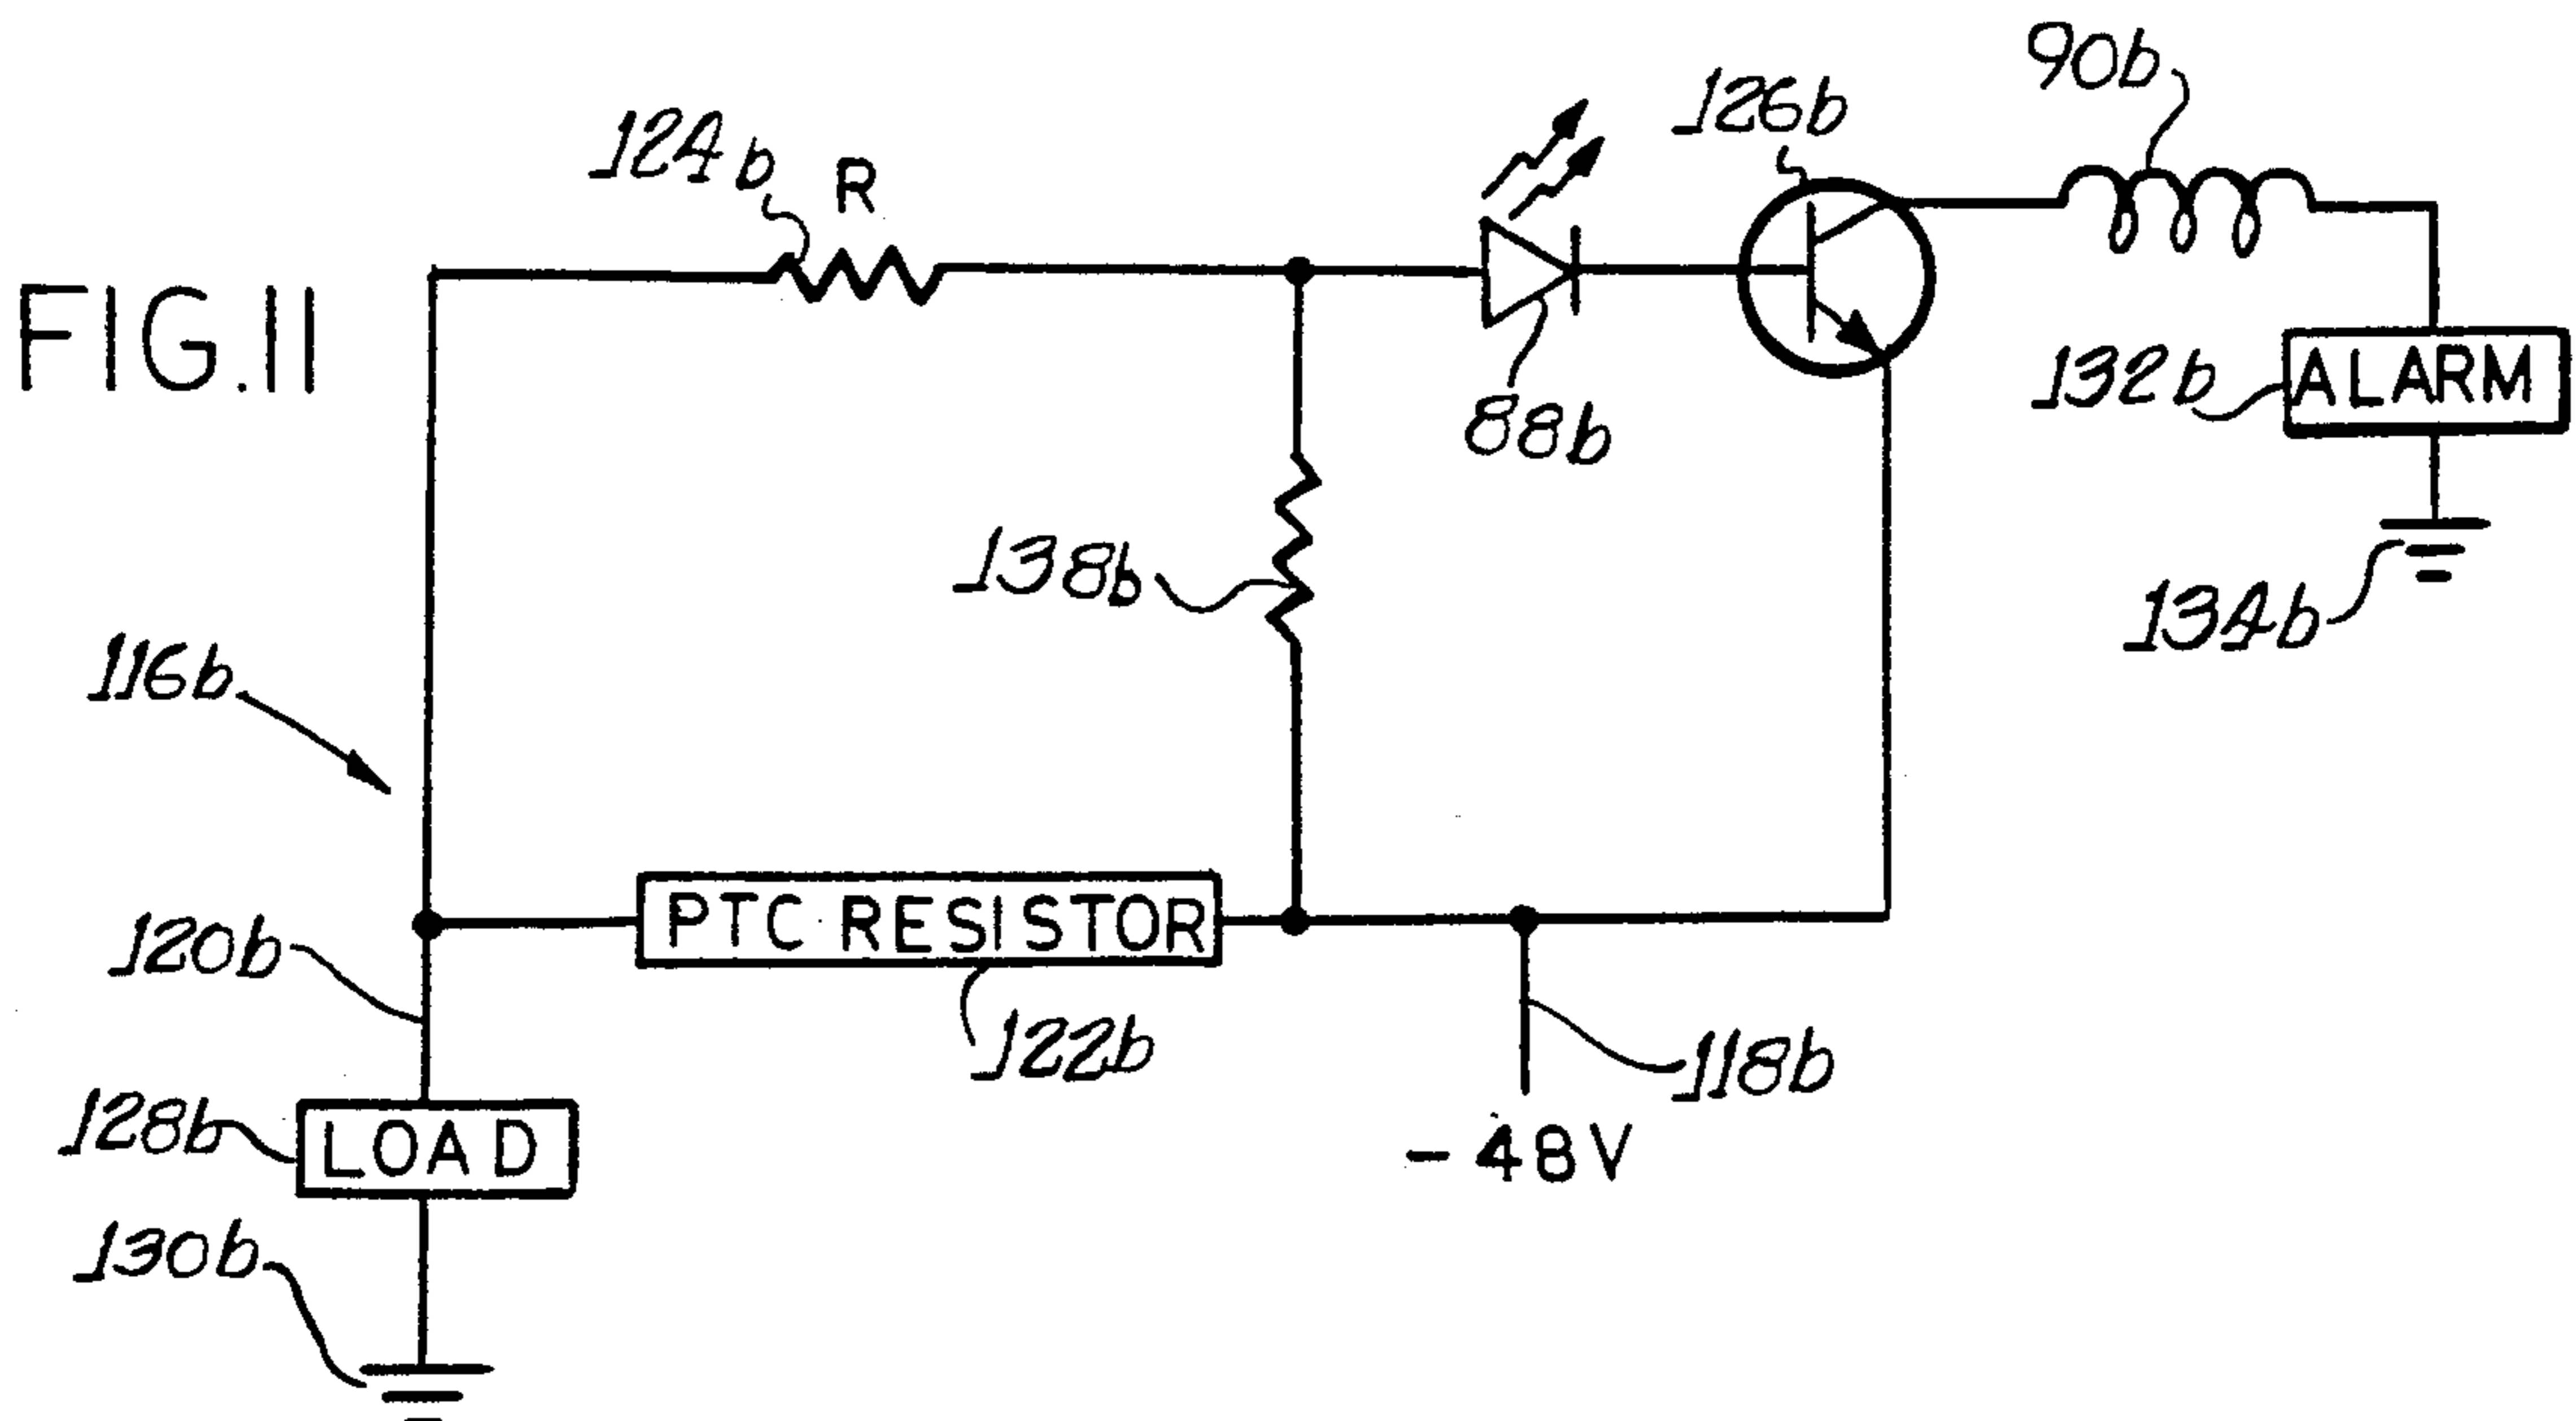 90b
126b
124b
R
FIG.11
88b
132b
ALARM
138b
134b
116b
PTC RESISTOR
120b
122b
118b
128b
LOAD
-48V
130b